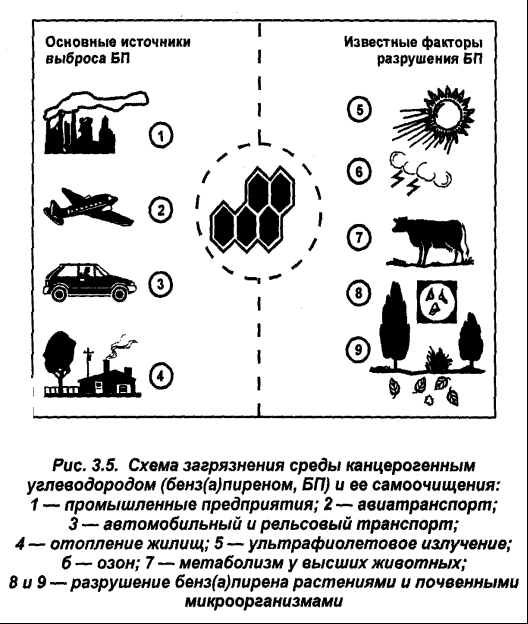 Основные источники
выброса БП
Известные факторы
разрушения БП
1
2
3
4
5
6
7
8
9
Рис. 3.5. Схема загрязнения среды канцерогенным
углеводородом (бенз(а)пиреном, БП) и ее самоочищения:
1 — промышленные предприятия; 2 — авиатранспорт;
3 — автомобильный и рельсовый транспорт;
4 — отопление жилищ; 5 — ультрафиолетовое излучение;
6 — озон; 7 — метаболизм у высших животных;
8 и 9 — разрушение бенз(а)пирена растениями и почвенными
микроорганизмами